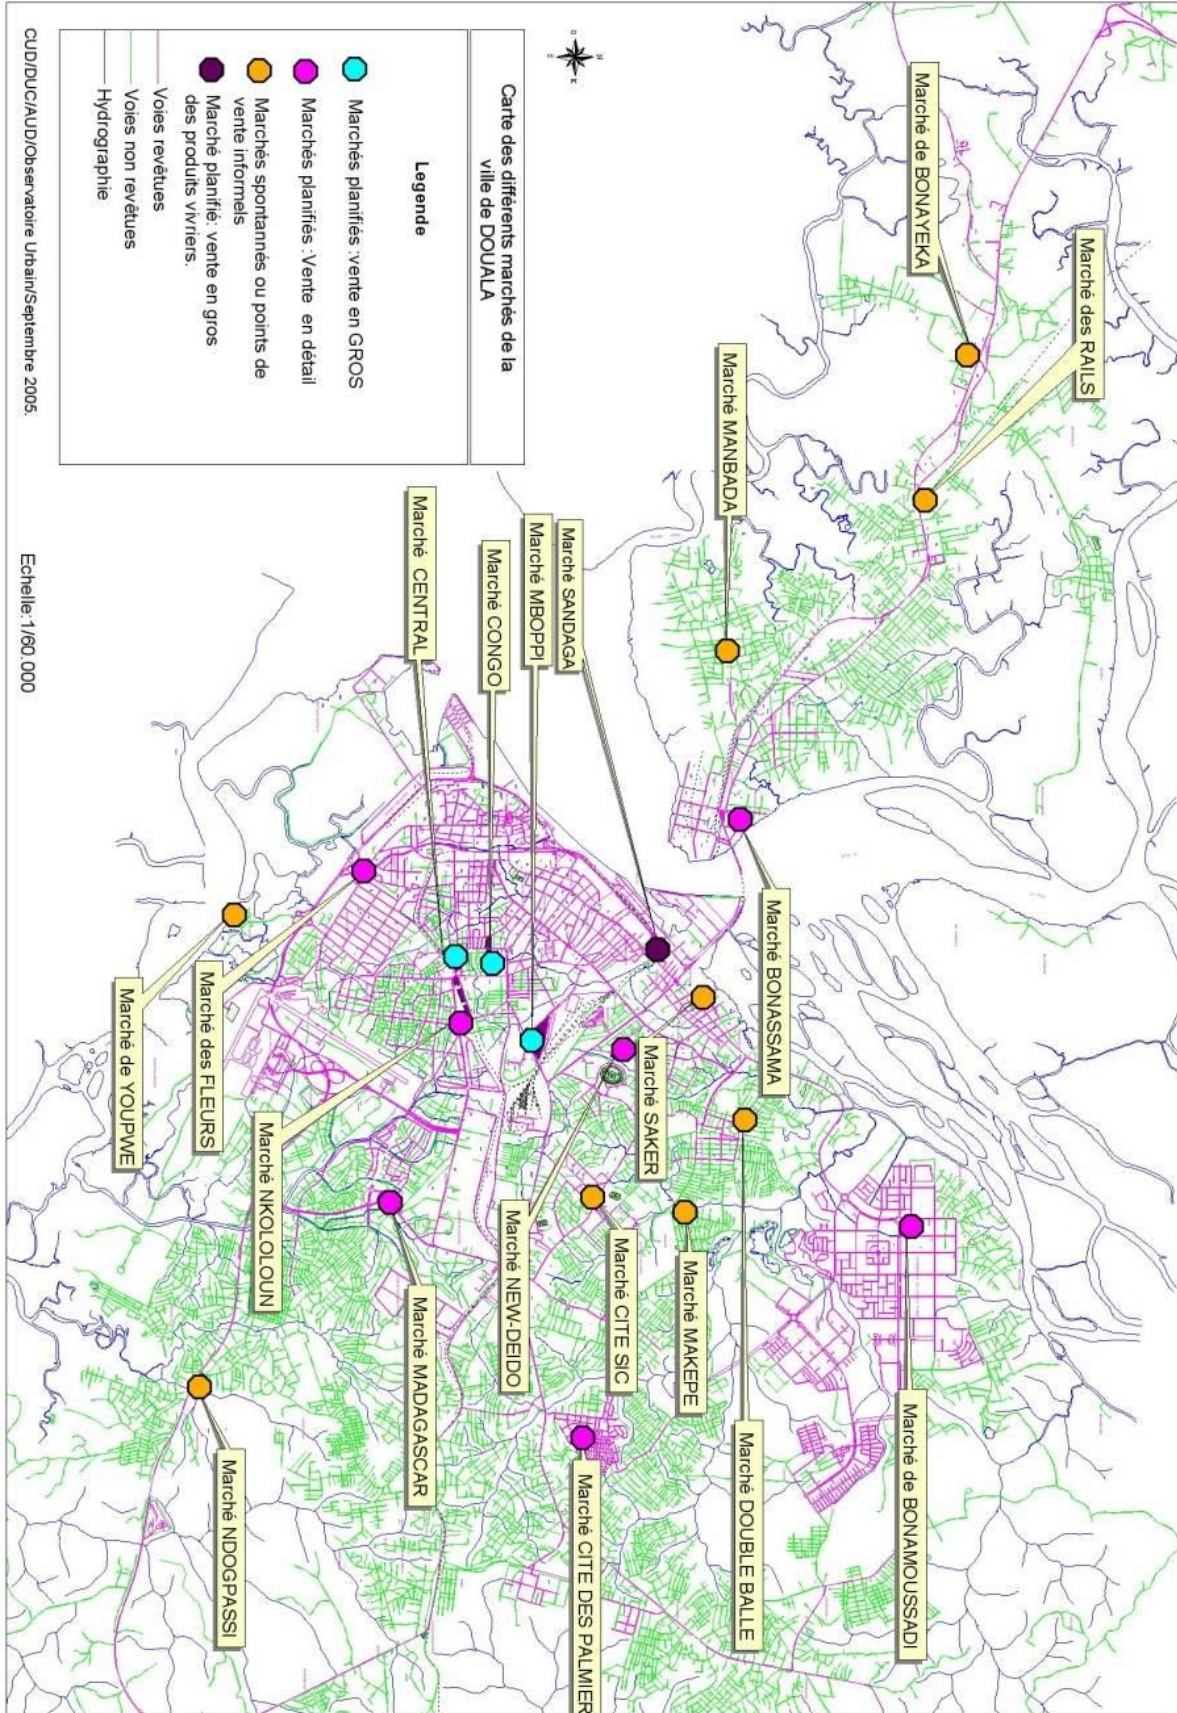 Carte des différents marchés de la
ville de DOUALA
Legende
Marchés planifiés :vente en GROS
Marchés planifiés :Vente en détail
Marchés spontannés ou points de
vente informels
Marché planifié: vente en gros
des produits vivriers.
Voies revêtues
Voies non revêtues
Hydrographie
CUD/DUC/AUD/Observatoire Urbain/Septembre 2005.
Echelle:1/60.000
Marché des RAILS
Marché de BONAYEKA
Marché MANBADA
Marché SANDAGA
Marché MBOPPI
Marché CONGO
Marché CENTRAL
Marché BONASSAMA
Marché SAKER
Marché de BONAMOUSSADI
Marché DOUBLE BALLE
Marché MAKEPE
Marché CITE SIC
Marché CITE DES PALMIER
Marché NEW-DEIDO
Marché MADAGASCAR
Marché NKOLOLOUN
Marché des FLEURS
Marché de YOUPWE
Marché NDOGPASSI